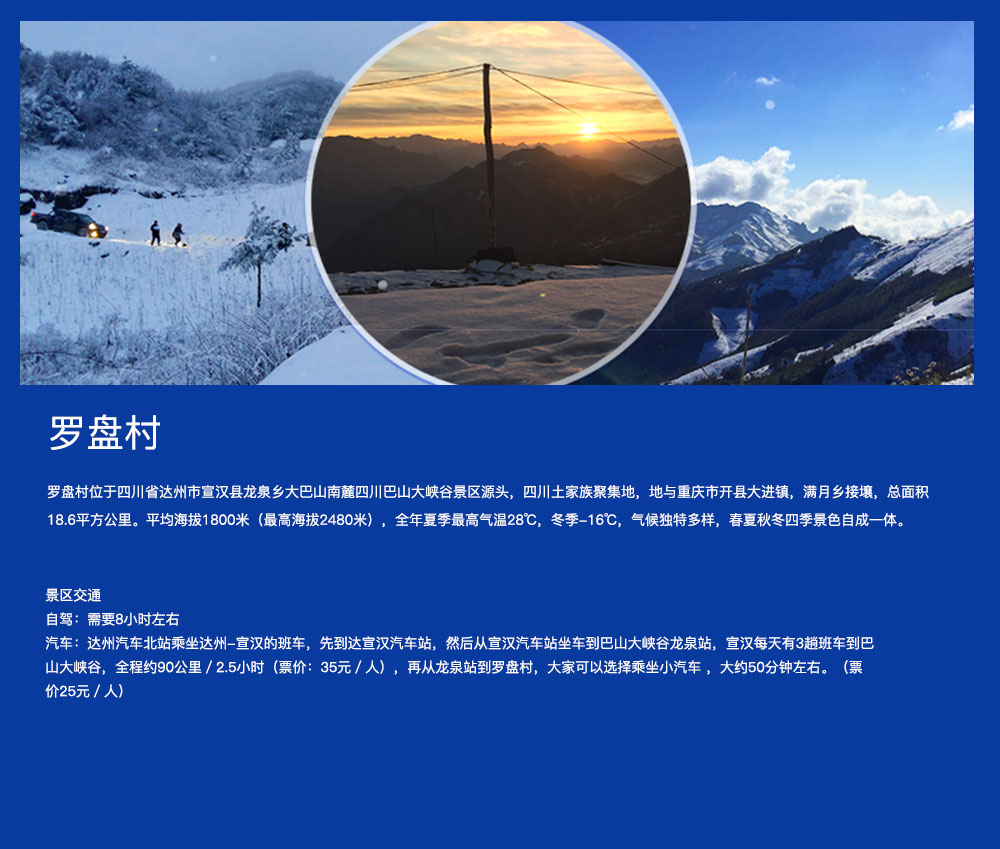 罗盘村
罗盘村位于四川省达州市宣汉县龙泉乡大巴山南麓四川巴山大峡谷景区源头，四川土家族聚集地，地与重庆市开县大进镇，满月乡接壤，总面积
18.6平方公里。平均海拔1800米（最高海拔2480米），全年夏季最高气温28℃，冬季-16℃，气候独特多样，春夏秋冬四季景色自成一体。
景区交通
自驾：需要8小时左右
汽车：达州汽车北站乘坐达州-宣汉的班车，先到达宣汉汽车站，然后从宣汉汽车站坐车到巴山大峡谷龙泉站，宣汉每天有3趟班车到巴
山大峡谷，全程约90公里 / 2.5小时（票价：35元 / 人），再从龙泉站到罗盘村，大家可以选择乘坐小汽车 ，大约50分钟左右。（票
价25元 / 人）